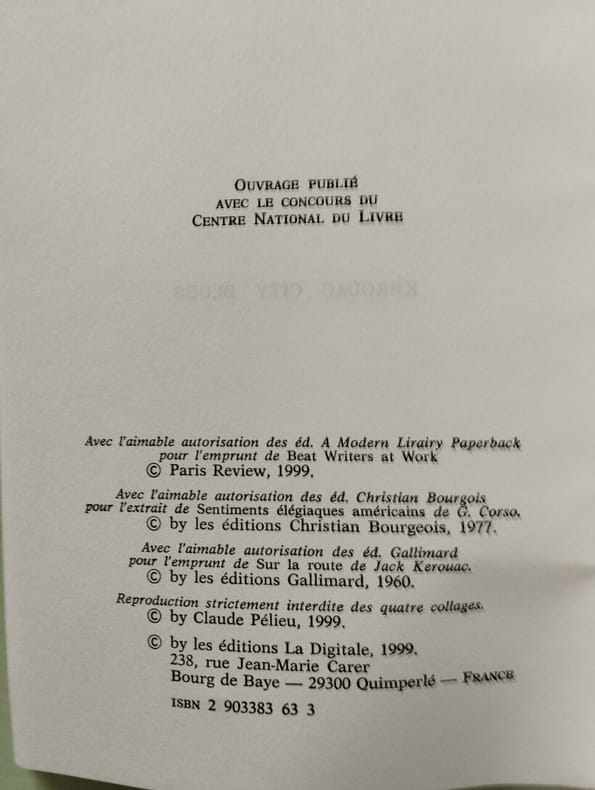 OUVRAGE PUBLIÉ
AVEC LE CONCOURS DU
CENTRE NATIONAL DU LIVRE
KEROUAC CITY BLUES
Avec l'aimable autorisation des éd. A Modern Lirairy Paperback
pour l'emprunt de Beat Writers at Work
© Paris Review, 1999.
Avec l'aimable autorisation des éd. Christian Bourgois
pour l'extrait de Sentiments élégiaques américains de G. Corso.
© by les éditions Christian Bourgeois, 1977.
Avec l'aimable autorisation des éd. Gallimard
pour l'emprunt de Sur la route de Jack Kerouac.
© by les éditions Gallimard, 1960.
Reproduction strictement interdite des quatre collages.
© by Claude Pélieu, 1999.
© by les éditions La Digitale, 1999.
238, rue Jean-Marie Carer
Bourg de Baye — 29300 Quimperlé — FRANCE
ISBN 2 903383 63 3